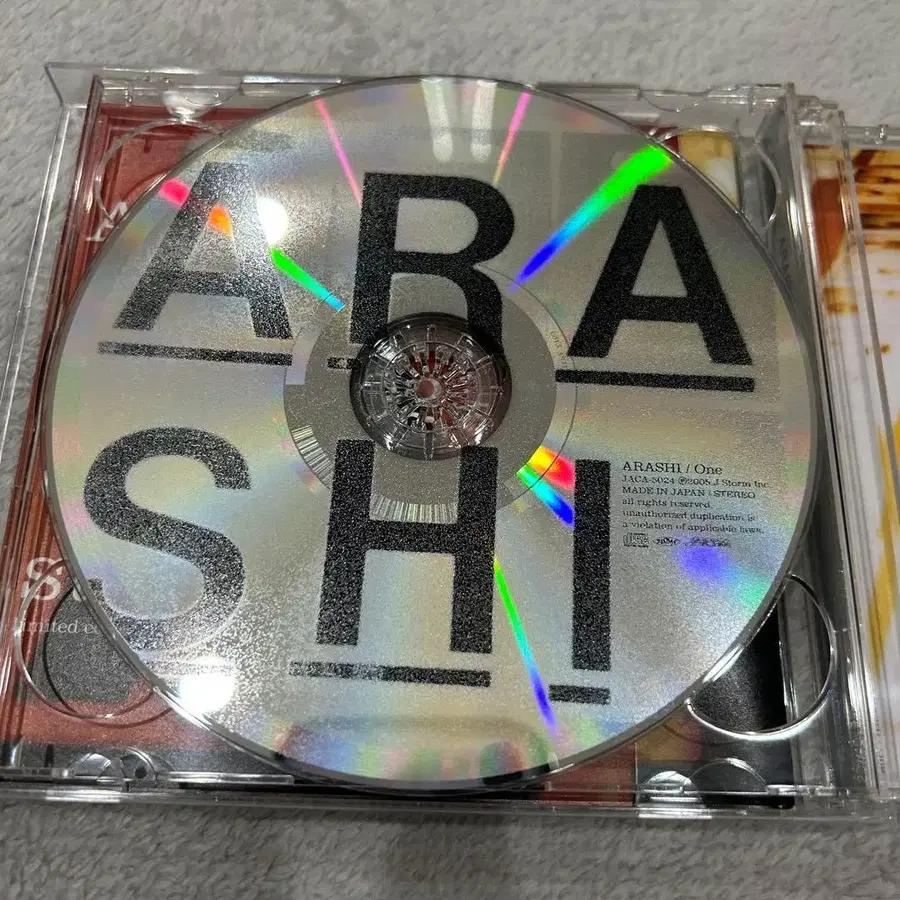 ARA
SHI
ARASHI / One
JACA-5024 ℗2005 J Storm Inc.
MADE IN JAPAN / STEREO
all rights reserved.
unauthorized duplication is
a violation of applicable laws.
S
limited e